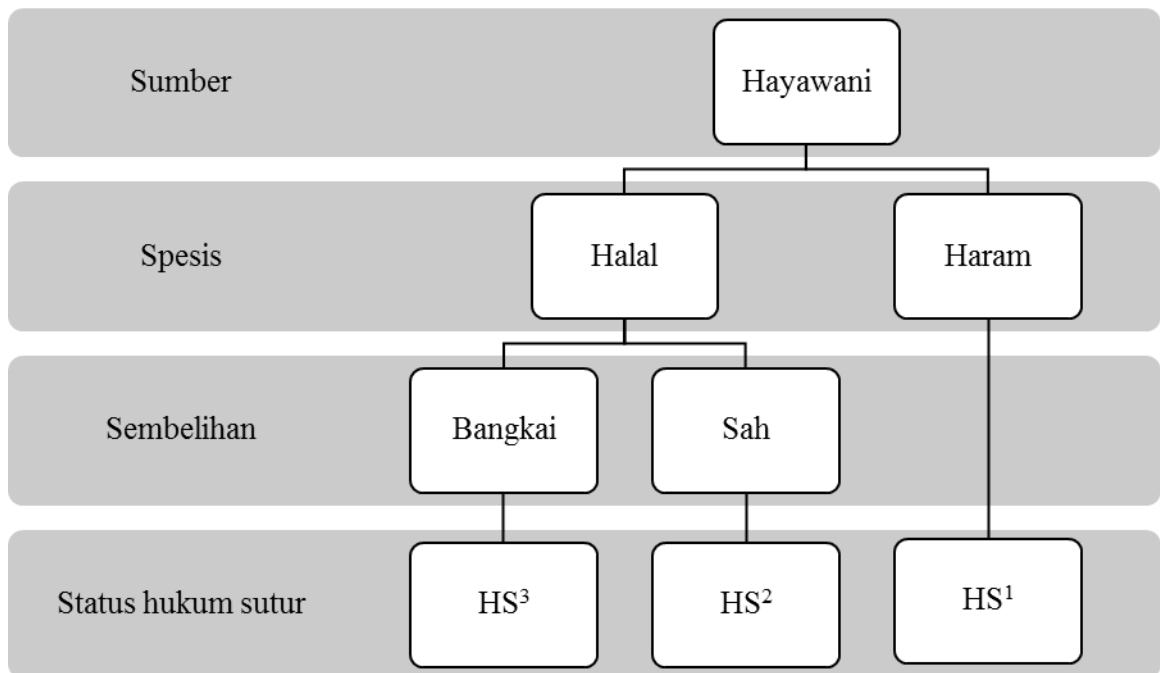 Sumber
Hayawani
Spesis
Halal
Haram
Sembelihan
Bangkai
Sah
Status hukum sutur
HS³
HS²
HS¹